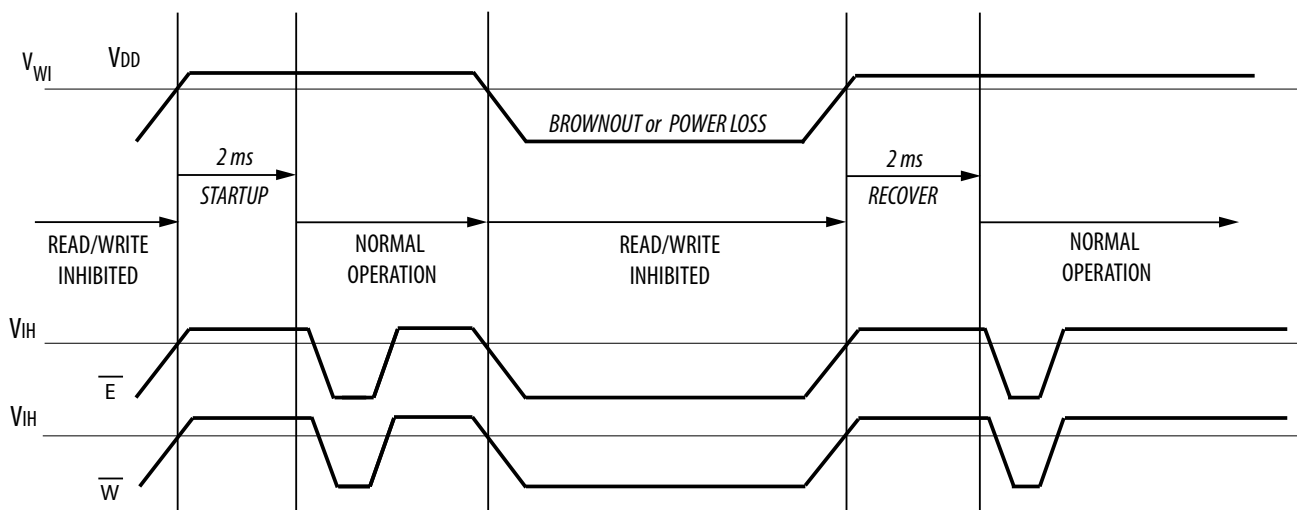 VWI VDD
BROWNOUT or POWER LOSS
2 ms
STARTUP
2 ms
RECOVER
READ/WRITE
INHIBITED
NORMAL
OPERATION
READ/WRITE
INHIBITED
NORMAL
OPERATION
VIH
E
VIH
W